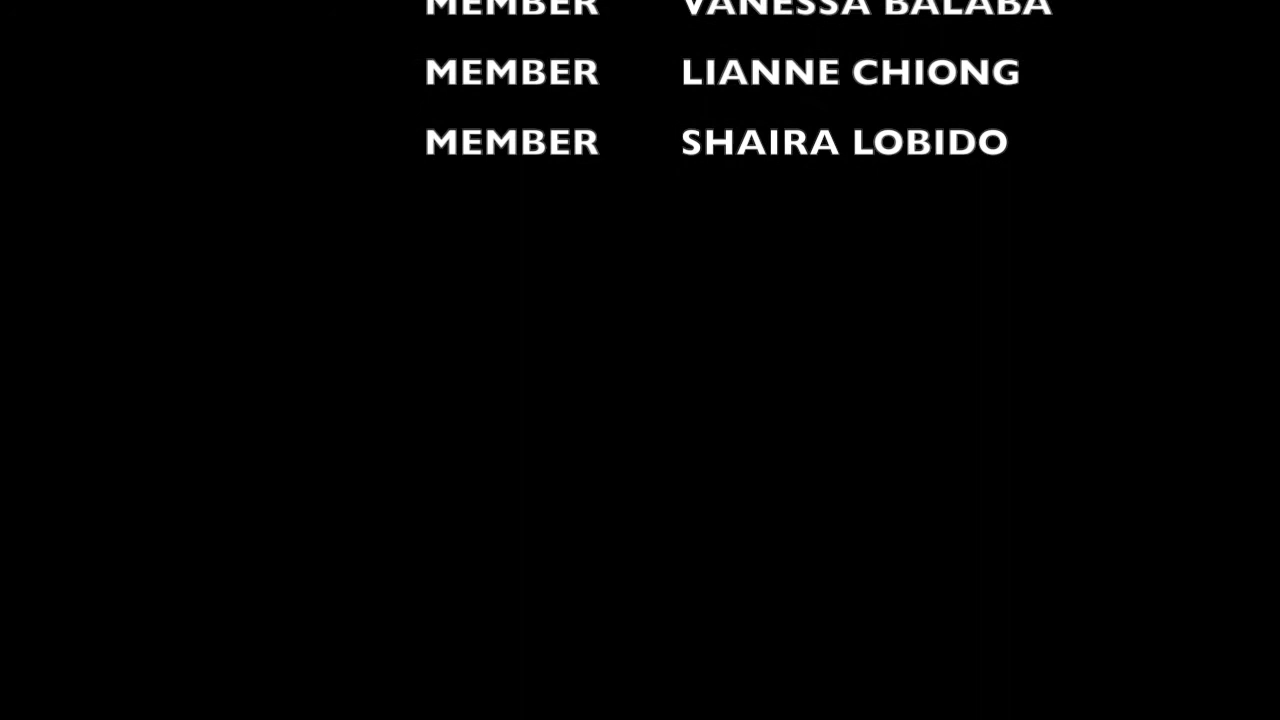 MEMBER VANESSA BALABA
MEMBER LIANNE CHIONG
MEMBER SHAIRA LOBIDO